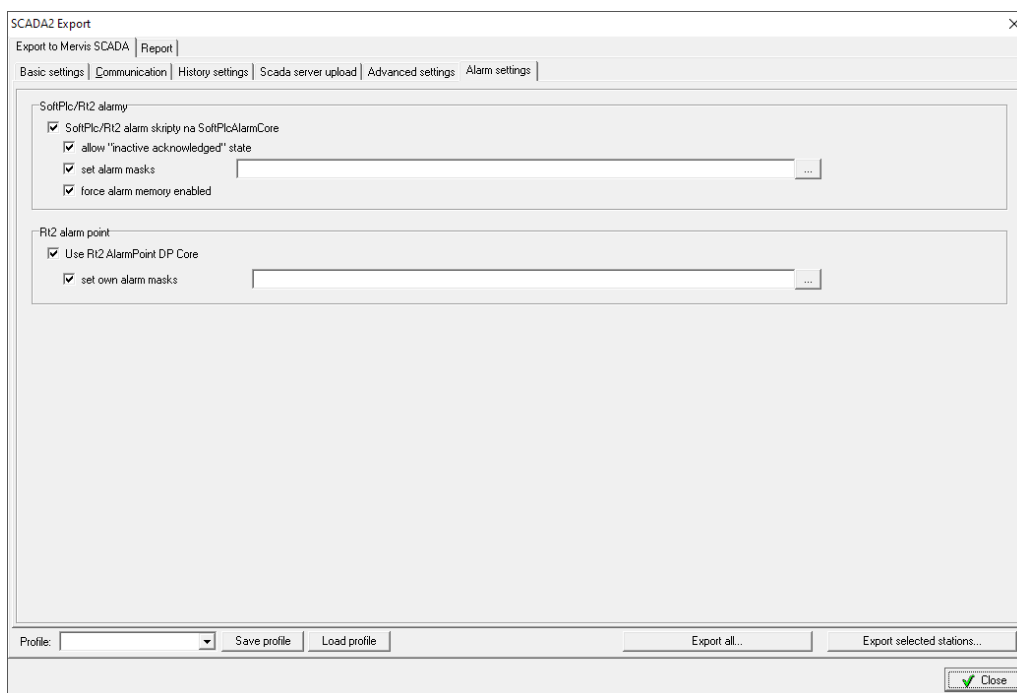 SCADA2 Export
Export to Mervis SCADA Report
Basic settings Communication History settings Scada server upload Advanced settings Alarm settings
SoftPlc/Rt2 alarmy
SoftPlc/Rt2 alarm skripty na SoftPlcAlarmCore
allow "inactive acknowledged" state
set alarm masks ...
force alarm memory enabled
Rt2 alarm point
Use Rt2 AlarmPoint DP Core
set own alarm masks ...
Profile: Save profile Load profile Export all... Export selected stations...
Close